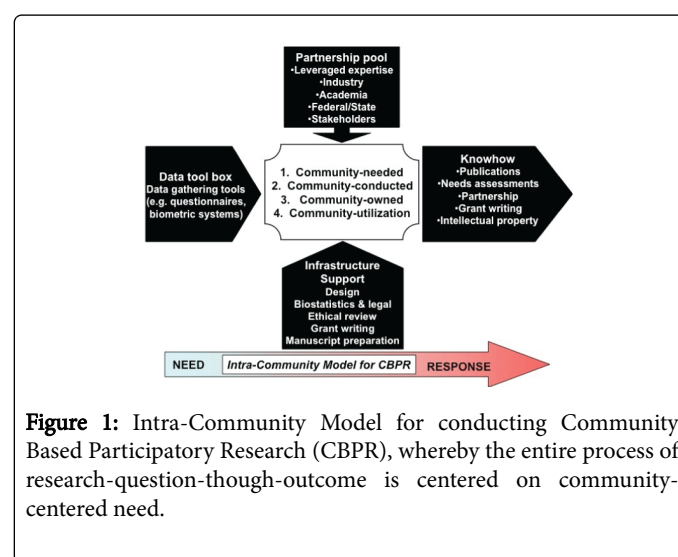 Partnership pool
•Leveraged expertise
•Industry
•Academia
•Federal/State
•Stakeholders
Data tool box
Data gathering tools
(e.g. questionnaires,
biometric systems)
1. Community-needed
2. Community-conducted
3. Community-owned
4. Community-utilization
Knowhow
•Publications
•Needs assessments
•Partnership
•Grant writing
•Intellectual property
Infrastructure
Support
Design
Biostatistics & legal
Ethical review
Grant writing
Manuscript preparation
NEED Intra-Community Model for CBPR RESPONSE
Figure 1: Intra-Community Model for conducting Community
Based Participatory Research (CBPR), whereby the entire process of
research-question-though-outcome is centered on community-
centered need.